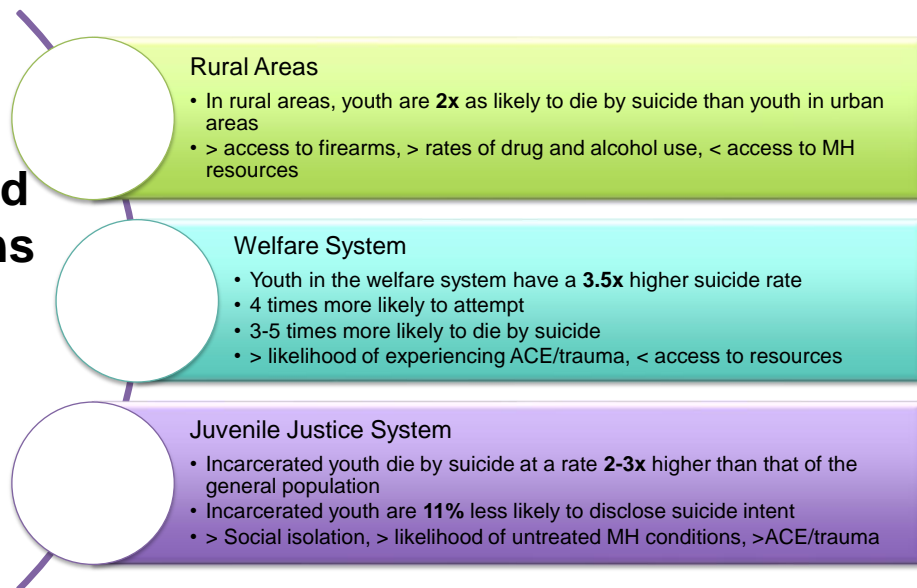 d
ns
Rural Areas
• In rural areas, youth are 2x as likely to die by suicide than youth in urban
areas
• > access to firearms, > rates of drug and alcohol use, < access to MH
resources
Welfare System
• Youth in the welfare system have a 3.5x higher suicide rate
• 4 times more likely to attempt
• 3-5 times more likely to die by suicide
• > likelihood of experiencing ACE/trauma, < access to resources
Juvenile Justice System
• Incarcerated youth die by suicide at a rate 2-3x higher than that of the
general population
• Incarcerated youth are 11% less likely to disclose suicide intent
• > Social isolation, > likelihood of untreated MH conditions, >ACE/trauma